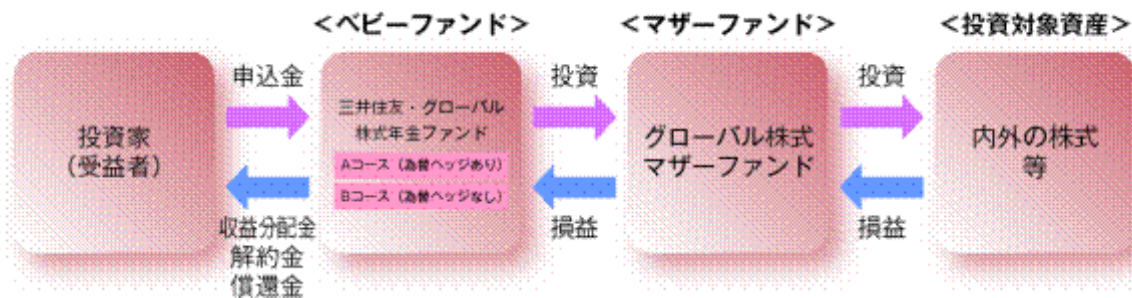 ＜ベビーファンド＞
＜マザーファンド＞
＜投資対象資産＞
投資家
（受益者）
申込金
収益分配金
解約金
償還金
三井住友・グローバル
株式年金ファンド
Aコース（為替ヘッジあり）
Bコース（為替ヘッジなし）
投資
損益
グローバル株式
マザーファンド
投資
損益
内外の株式
等